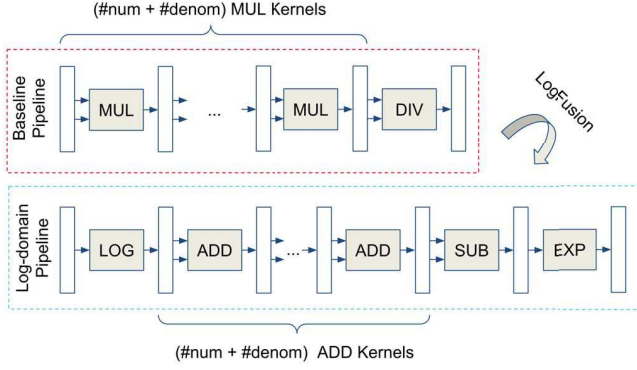 (#num + #denom) MUL Kernels
Baseline
Pipeline
MUL
...
MUL
DIV
LogFusion
Log-domain
Pipeline
LOG
ADD
...
ADD
SUB
EXP
(#num + #denom) ADD Kernels